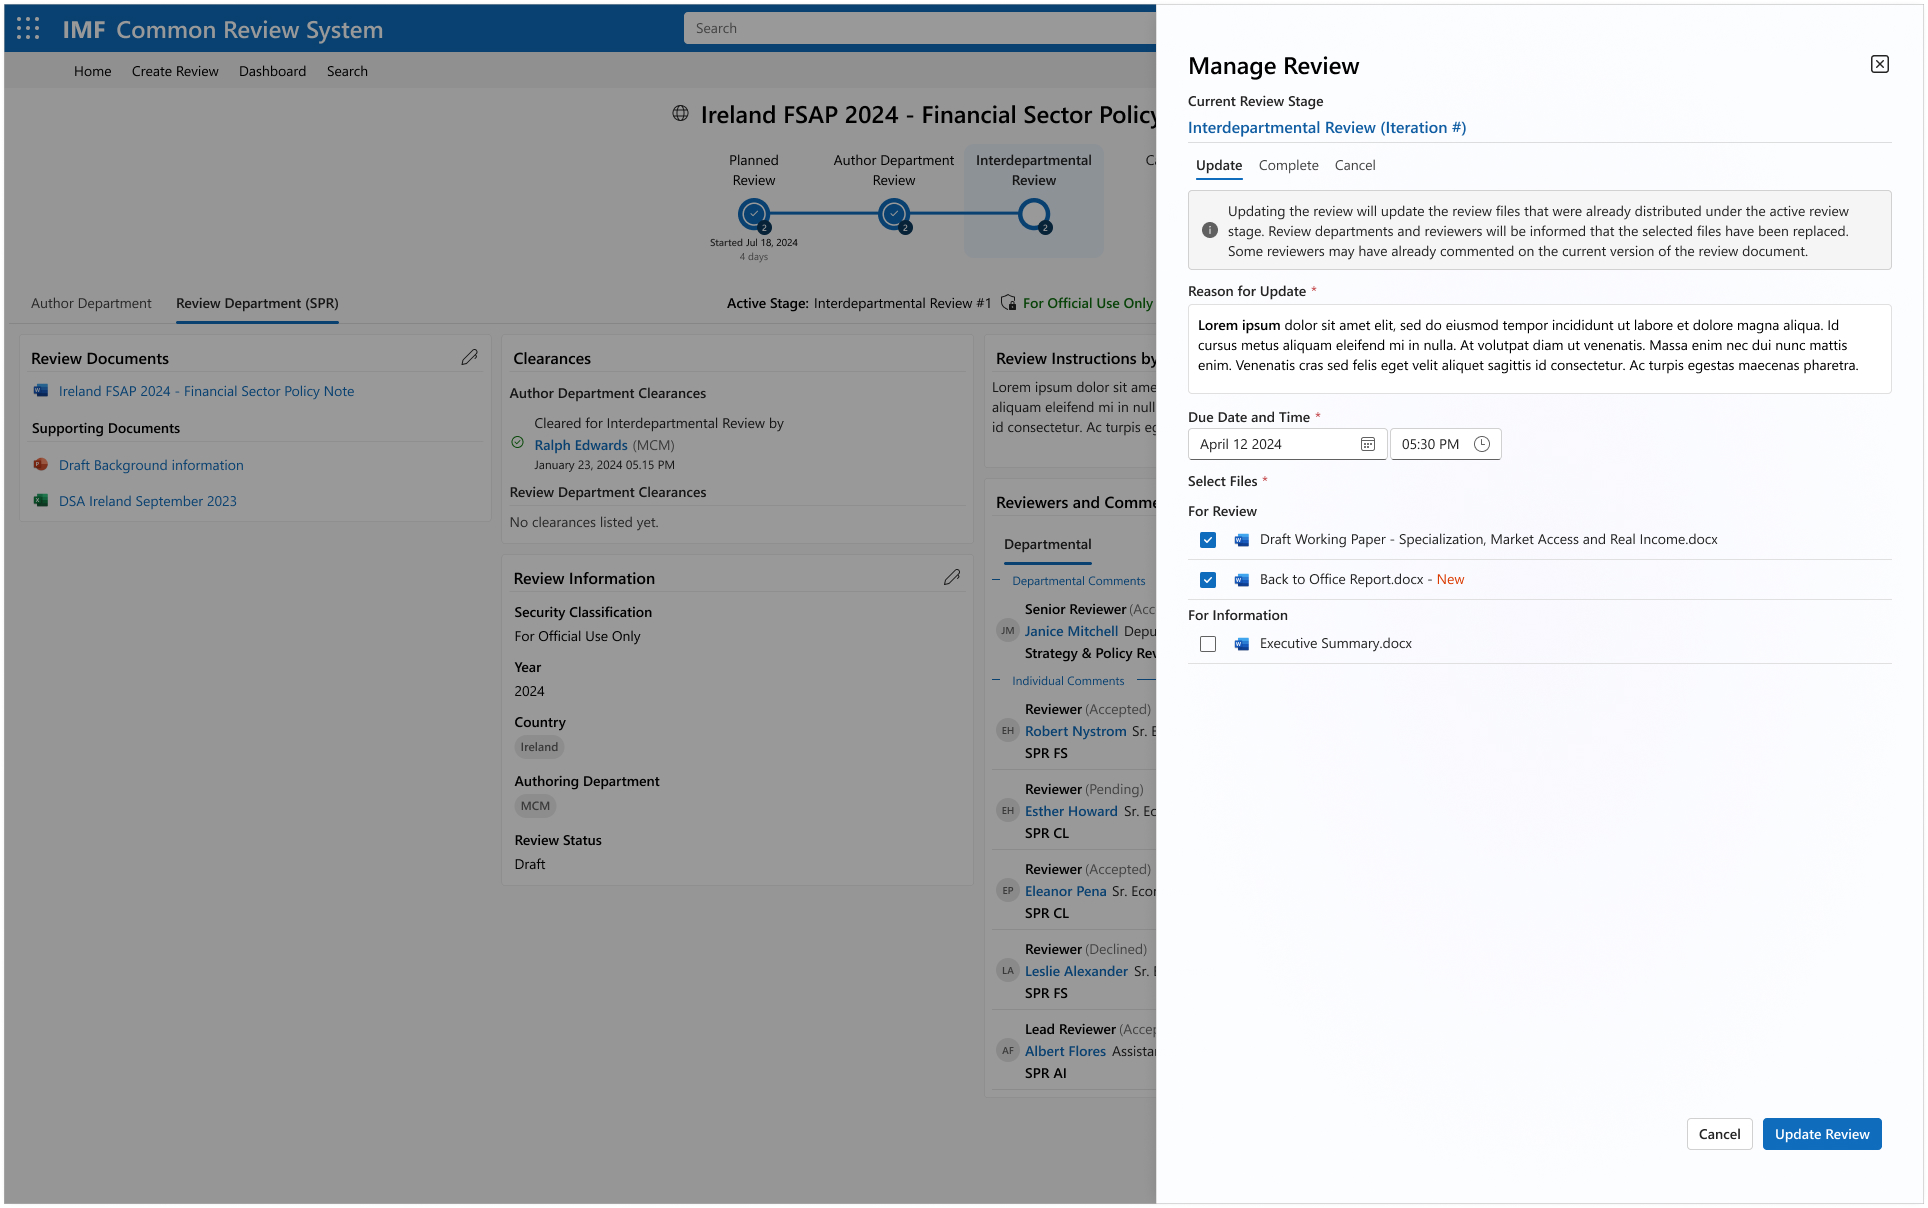 IMF Common Review System
Search
Home Create Review Dashboard Search
Ireland FSAP 2024 - Financial Sector Policy
Planned
Review
Author Department
Review
Interdepartmental
Review
2
2
2
Started Jul 18, 2024
4 days
Author Department
Review Department (SPR)
Active Stage: Interdepartmental Review #1
For Official Use Only
Review Documents
Ireland FSAP 2024 - Financial Sector Policy Note
Supporting Documents
Draft Background information
DSA Ireland September 2023
Clearances
Author Department Clearances
Cleared for Interdepartmental Review by
Ralph Edwards (MCM)
January 23, 2024 05.15 PM
Review Department Clearances
No clearances listed yet.
Review Information
Security Classification
For Official Use Only
Year
2024
Country
Ireland
Authoring Department
MCM
Review Status
Draft
Review Instructions by
Lorem ipsum dolor sit ame
aliquam eleifend mi in null
id consectetur. Ac turpis eg
Reviewers and Comme
Departmental
Departmental Comments
Senior Reviewer (Acc
JM Janice Mitchell Depu
Strategy & Policy Rev
Individual Comments
Reviewer (Accepted)
EH Robert Nystrom Sr. E
SPR FS
Reviewer (Pending)
EH Esther Howard Sr. Ec
SPR CL
Reviewer (Accepted)
EP Eleanor Pena Sr. Econ
SPR CL
Reviewer (Declined)
LA Leslie Alexander Sr. E
SPR FS
Lead Reviewer (Accep
AF Albert Flores Assista
SPR AI
Manage Review
Current Review Stage
Interdepartmental Review (Iteration #)
Update Complete Cancel
Updating the review will update the review files that were already distributed under the active review
stage. Review departments and reviewers will be informed that the selected files have been replaced.
Some reviewers may have already commented on the current version of the review document.
Reason for Update *
Lorem ipsum dolor sit amet elit, sed do eiusmod tempor incididunt ut labore et dolore magna aliqua. Id
cursus metus aliquam eleifend mi in nulla. At volutpat diam ut venenatis. Massa enim nec dui nunc mattis
enim. Venenatis cras sed felis eget velit aliquet sagittis id consectetur. Ac turpis egestas maecenas pharetra.
Due Date and Time *
April 12 2024
05:30 PM
Select Files *
For Review
Draft Working Paper - Specialization, Market Access and Real Income.docx
Back to Office Report.docx - New
For Information
Executive Summary.docx
Cancel
Update Review